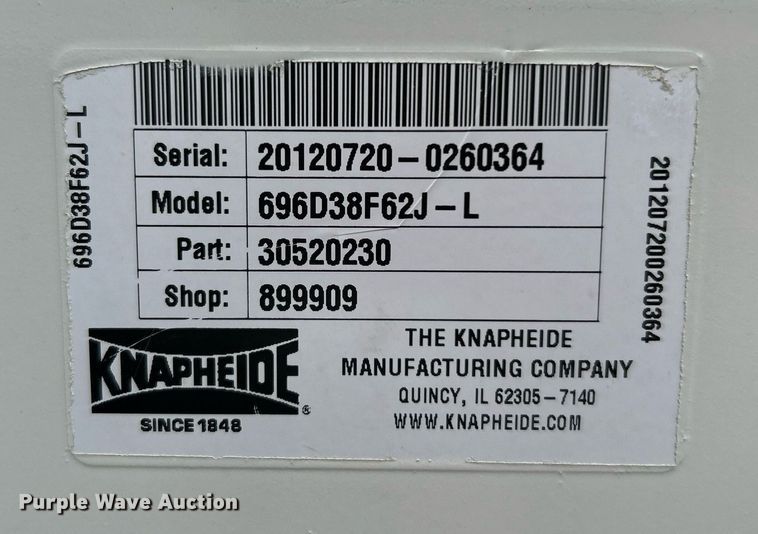 Serial: 20120720-0260364
Model: 696D38F62J-L
Part: 30520230
Shop: 899909
696D38F62J-L
201207200260364
KNAPHEIDE®
SINCE 1848
THE KNAPHEIDE
MANUFACTURING COMPANY
QUINCY, IL 62305-7140
WWW.KNAPHEIDE.COM
Purple Wave Auction